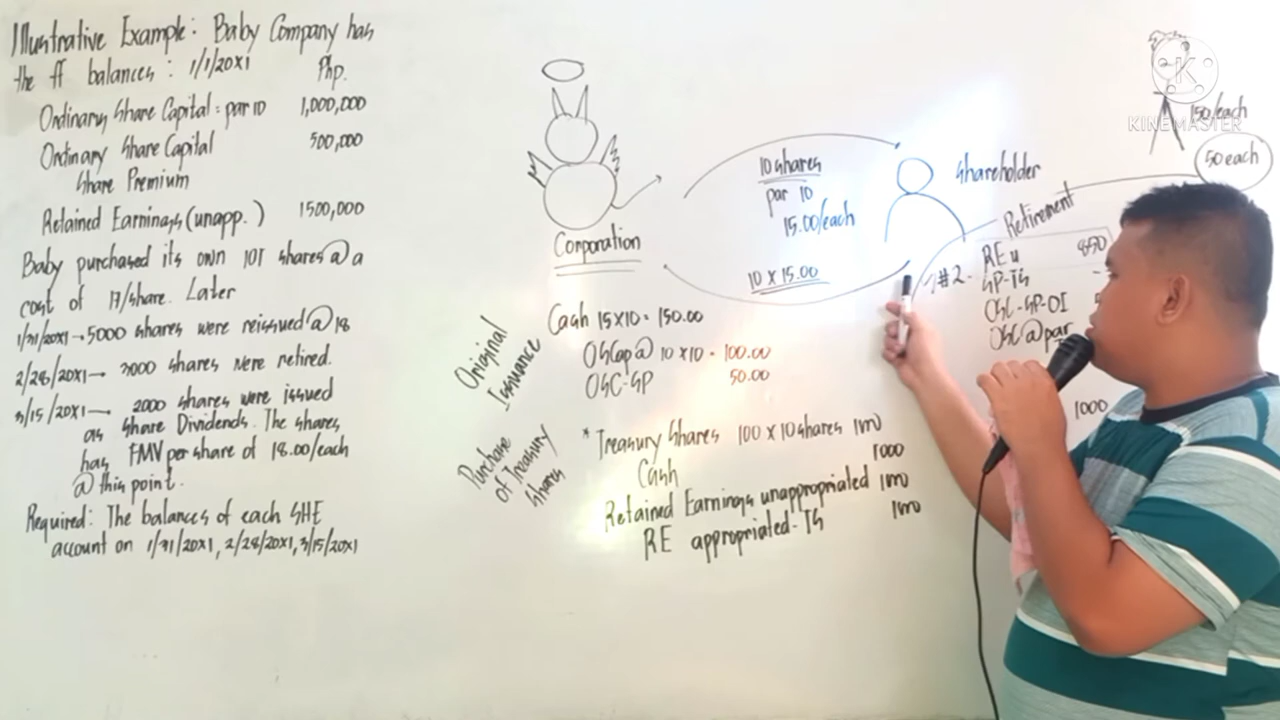 Illustrative Example: Baby Company has
the ff balances: 1/1/20x1 Php.
Ordinary Share Capital: par 10 1,000,000
Ordinary Share Capital 500,000
Share Premium
Retained Earnings (unapp.) 1500,000
Baby purchased its own 10T shares @ a
cost of 17/share. Later
1/31/20x1→5000 shares were reissued @ 18
2/28/20x1→ 3000 shares were retired.
3/15/20x1→ 2000 shares were issued
as Share Dividends. The shares
has FMV per share of 18.00/each
@ this point.
Required: The balances of each SHE
account on 1/31/20x1, 2/28/20x1, 3/15/20x1
Corporation
10 shares
par 10
15.00/each
10 x 15.00
Shareholder
Original
Issuance
Cash 15x10 = 150.00
OSCap @ 10 x 10 - 100.00
OSC-SP 50.00
Purchase
of Treasury
Shares
* Treasury Shares 100 x 10 shares 1000
Cash 1000
Retained Earnings unappropriated 1000
RE appropriated-TS 1000
Retirement
#2 - RE u 850
SP-TS
OSC-SP-OI
OSC@par
1000
150/each
50 each
K
KINEMASTER